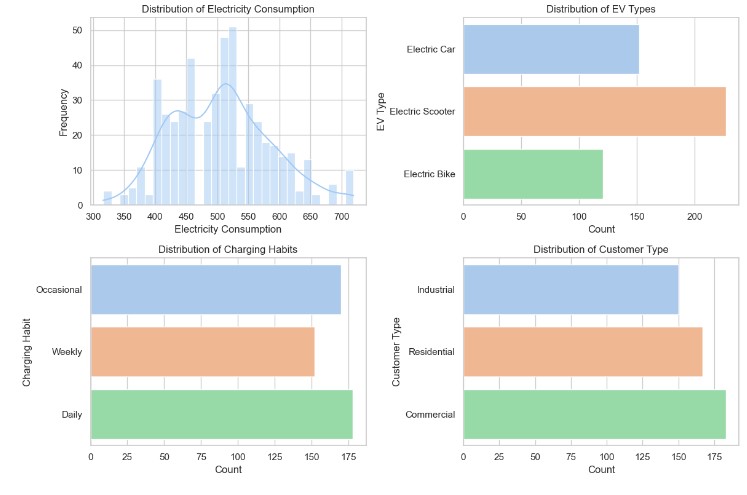 Distribution of Electricity Consumption
50
40
30
20
10
0
Frequency
300 350 400 450 500 550 600 650 700
Electricity Consumption
Distribution of EV Types
Electric Car
Electric Scooter
Electric Bike
EV Type
0 50 100 150 200
Count
Distribution of Charging Habits
Occasional
Weekly
Daily
Charging Habit
0 25 50 75 100 125 150 175
Count
Distribution of Customer Type
Industrial
Residential
Commercial
Customer Type
0 25 50 75 100 125 150 175
Count